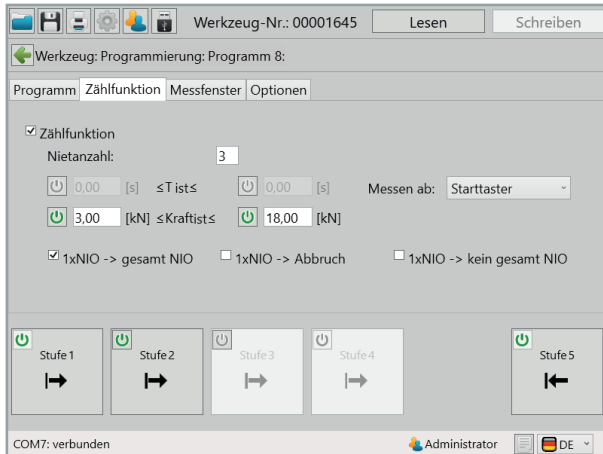 Werkzeug-Nr.: 00001645 Lesen Schreiben
Werkzeug: Programmierung: Programm 8:
Programm Zählfunktion Messfenster Optionen
Zählfunktion
Nietanzahl: 3
0,00 [s] ≤T ist≤ 0,00 [s] Messen ab: Starttaster
3,00 [kN] ≤Kraftist≤ 18,00 [kN]
1xNIO -> gesamt NIO 1xNIO -> Abbruch 1xNIO -> kein gesamt NIO
Stufe 1 Stufe 2 Stufe 3 Stufe 4 Stufe 5
COM7: verbunden Administrator DE